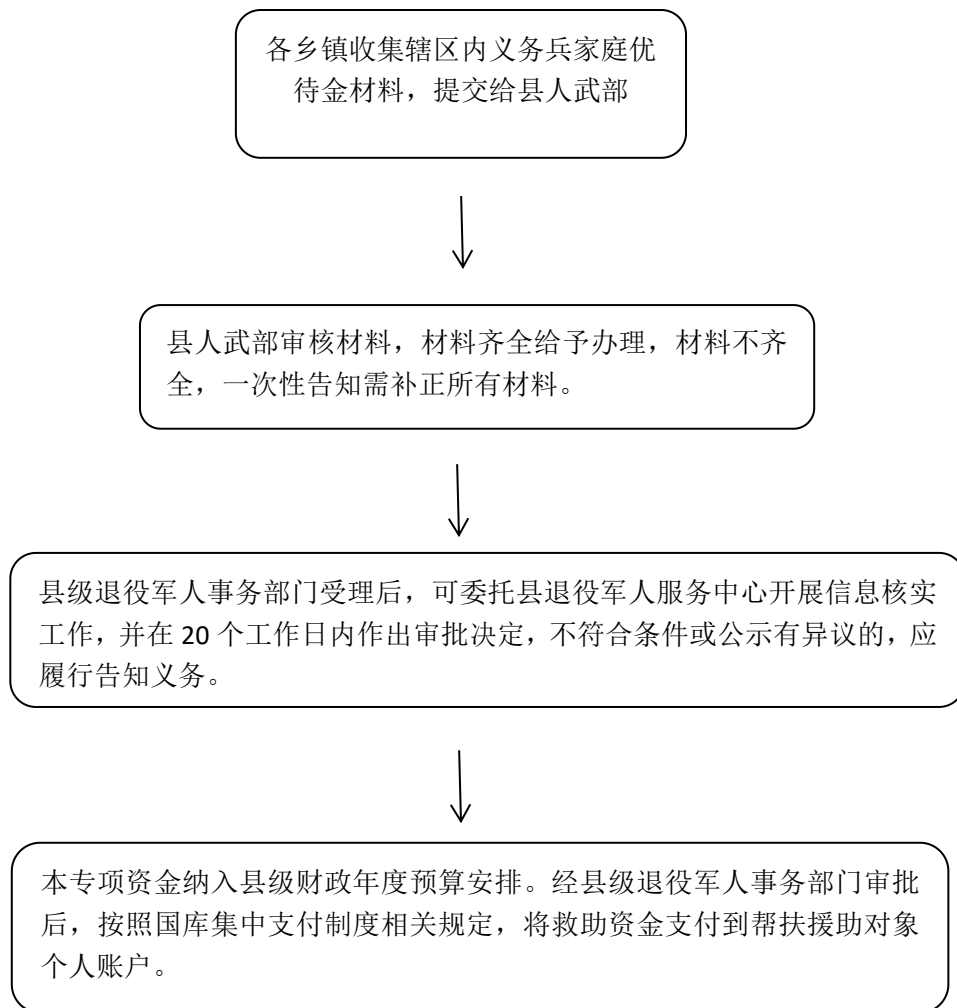 各乡镇收集辖区内义务兵家庭优
待金材料，提交给县人武部
县人武部审核材料，材料齐全给予办理，材料不齐
全，一次性告知需补正所有材料。
县级退役军人事务部门受理后，可委托县退役军人服务中心开展信息核实
工作，并在 20 个工作日内作出审批决定，不符合条件或公示有异议的，应
履行告知义务。
本专项资金纳入县级财政年度预算安排。经县级退役军人事务部门审批
后，按照国库集中支付制度相关规定，将救助资金支付到帮扶援助对象
个人账户。